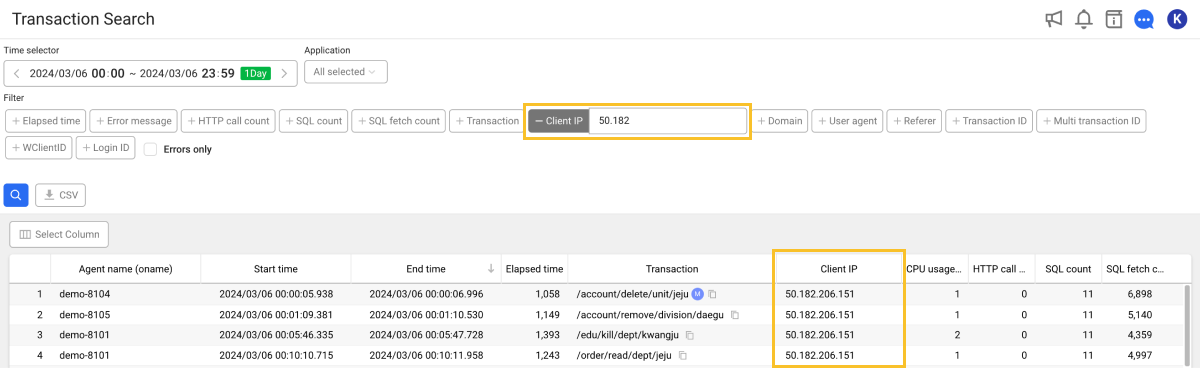 Transaction Search
K
Time selector
Application
2024/03/06 00:00 ~ 2024/03/06 23:59 1Day
All selected
Filter
+ Elapsed time + Error message + HTTP call count + SQL count + SQL fetch count + Transaction − Client IP 50.182 + Domain + User agent + Referer + Transaction ID + Multi transaction ID
+ WClientID + Login ID Errors only
CSV
Select Column
Agent name (oname) Start time End time ↓ Elapsed time Transaction Client IP CPU usage... HTTP call ... SQL count SQL fetch c...
1 demo-8104 2024/03/06 00:00:05.938 2024/03/06 00:00:06.996 1,058 /account/delete/unit/jeju M 50.182.206.151 1 0 11 6,898
2 demo-8105 2024/03/06 00:01:09.381 2024/03/06 00:01:10.530 1,149 /account/remove/division/daegu 50.182.206.151 1 0 11 5,140
3 demo-8101 2024/03/06 00:05:46.335 2024/03/06 00:05:47.728 1,393 /edu/kill/dept/kwangju 50.182.206.151 2 0 11 4,359
4 demo-8101 2024/03/06 00:10:10.715 2024/03/06 00:10:11.958 1,243 /order/read/dept/jeju 50.182.206.151 1 0 11 4,997